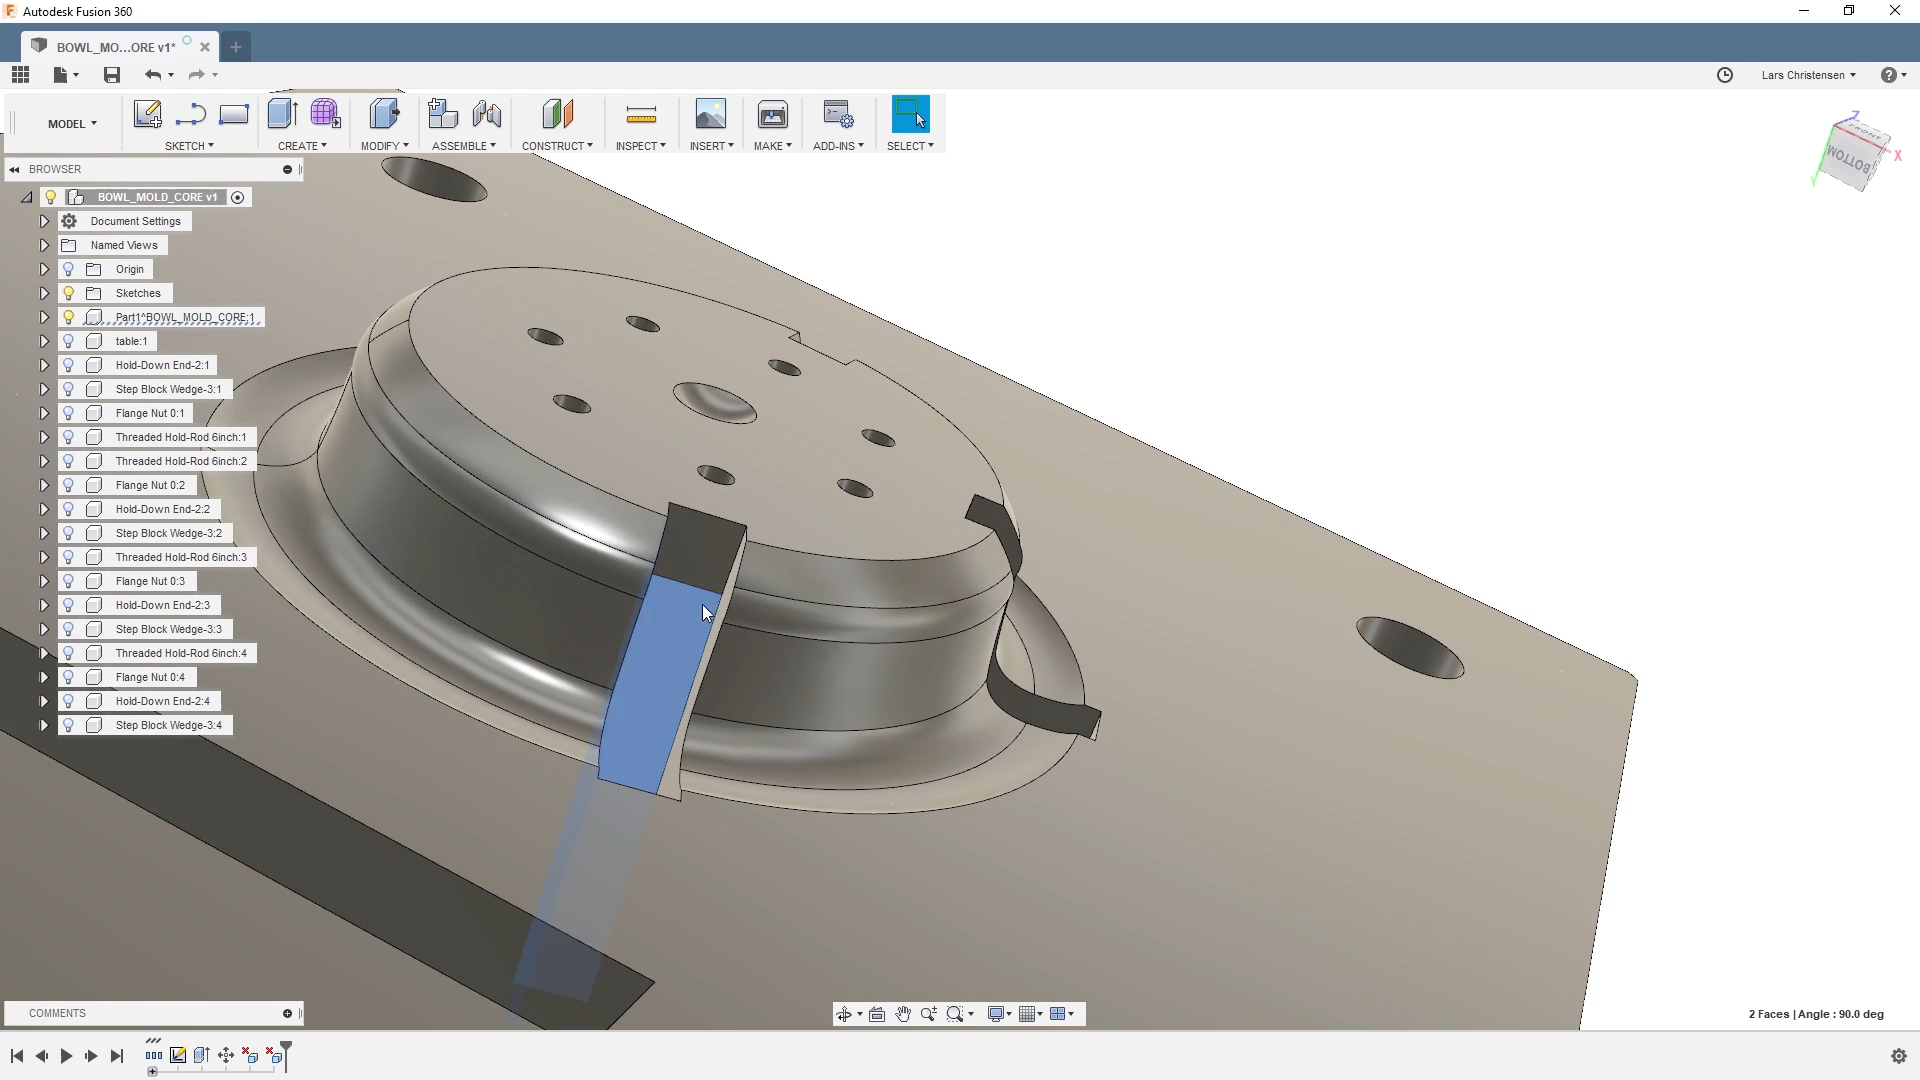 Autodesk Fusion 360
BOWL_MO...ORE v1*
Lars Christensen
MODEL
SKETCH
CREATE
MODIFY
ASSEMBLE
CONSTRUCT
INSPECT
INSERT
MAKE
ADD-INS
SELECT
Z
FRONT
BOTTOM
X
Y
BROWSER
BOWL_MOLD_CORE v1
Document Settings
Named Views
Origin
Sketches
Part1^BOWL_MOLD_CORE:1
table:1
Hold-Down End-2:1
Step Block Wedge-3:1
Flange Nut 0:1
Threaded Hold-Rod 6inch:1
Threaded Hold-Rod 6inch:2
Flange Nut 0:2
Hold-Down End-2:2
Step Block Wedge-3:2
Threaded Hold-Rod 6inch:3
Flange Nut 0:3
Hold-Down End-2:3
Step Block Wedge-3:3
Threaded Hold-Rod 6inch:4
Flange Nut 0:4
Hold-Down End-2:4
Step Block Wedge-3:4
COMMENTS
2 Faces | Angle : 90.0 deg